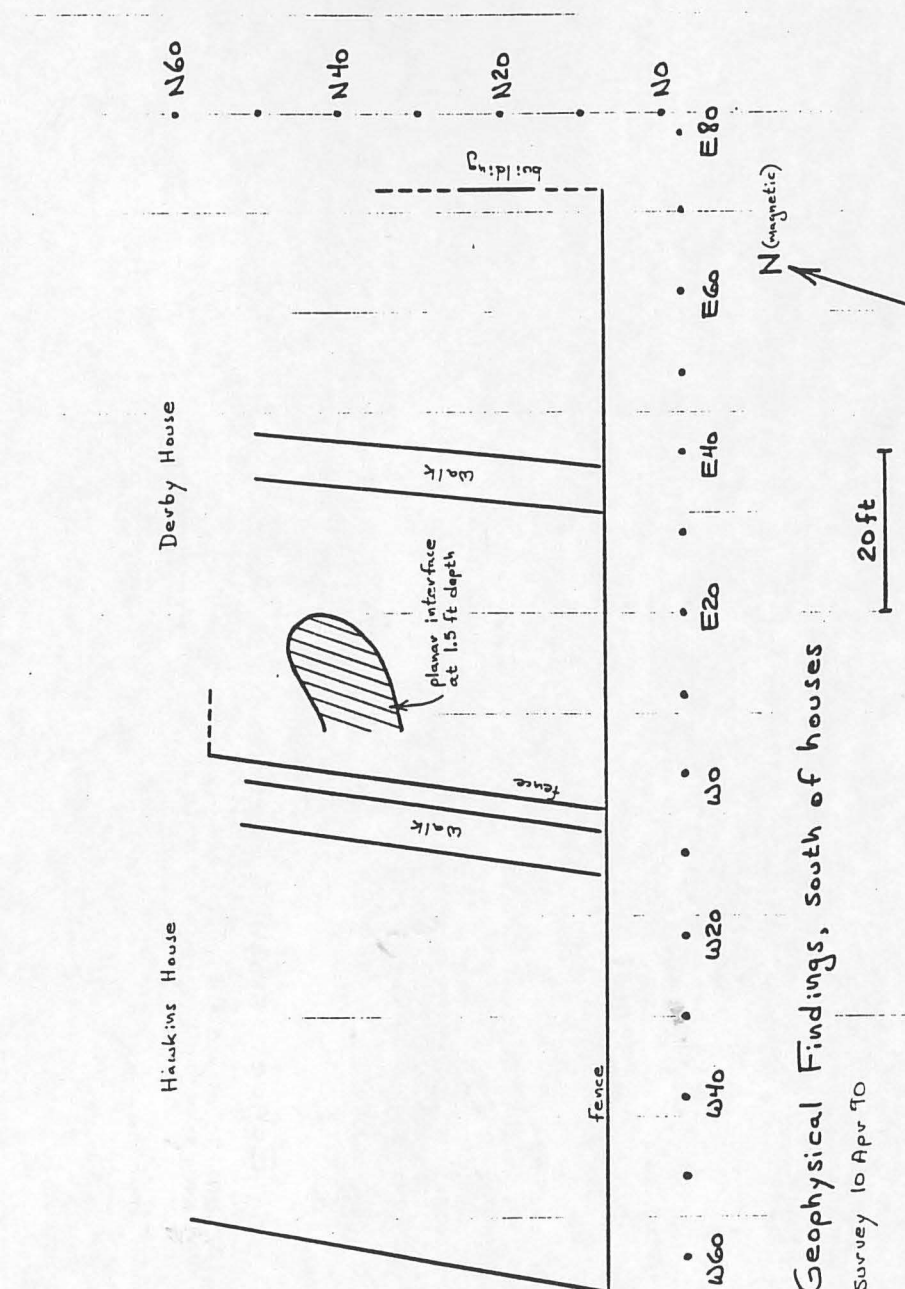 Hawkins House
Derby House
N60
N40
N20
N0
building
walk
planar interface
at 1.5 ft depth
fence
walk
fence
W60
W40
W20
W0
E20
E40
E60
E80
N (magnetic)
20 ft
Geophysical Findings, south of houses
Survey 10 Apr 90